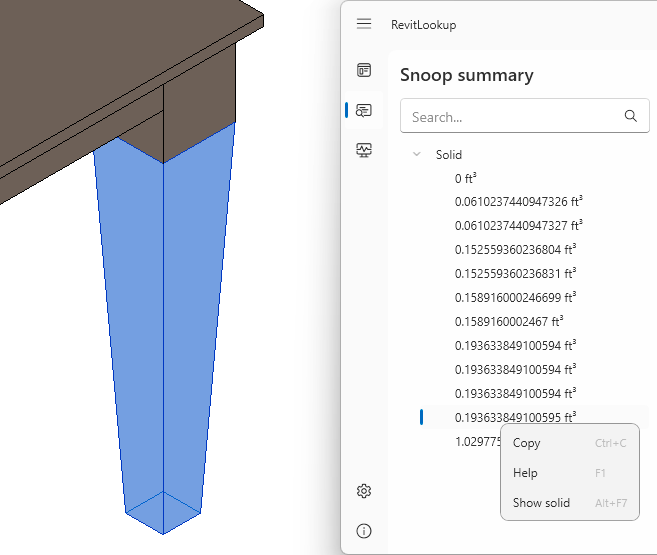 RevitLookup
Snoop summary
Search...
Solid
0 ft³
0.0610237440947326 ft³
0.0610237440947327 ft³
0.152559360236804 ft³
0.152559360236831 ft³
0.158916000246699 ft³
0.1589160002467 ft³
0.193633849100594 ft³
0.193633849100594 ft³
0.193633849100594 ft³
0.193633849100595 ft³
1.029775
Copy Ctrl+C
Help F1
Show solid Alt+F7